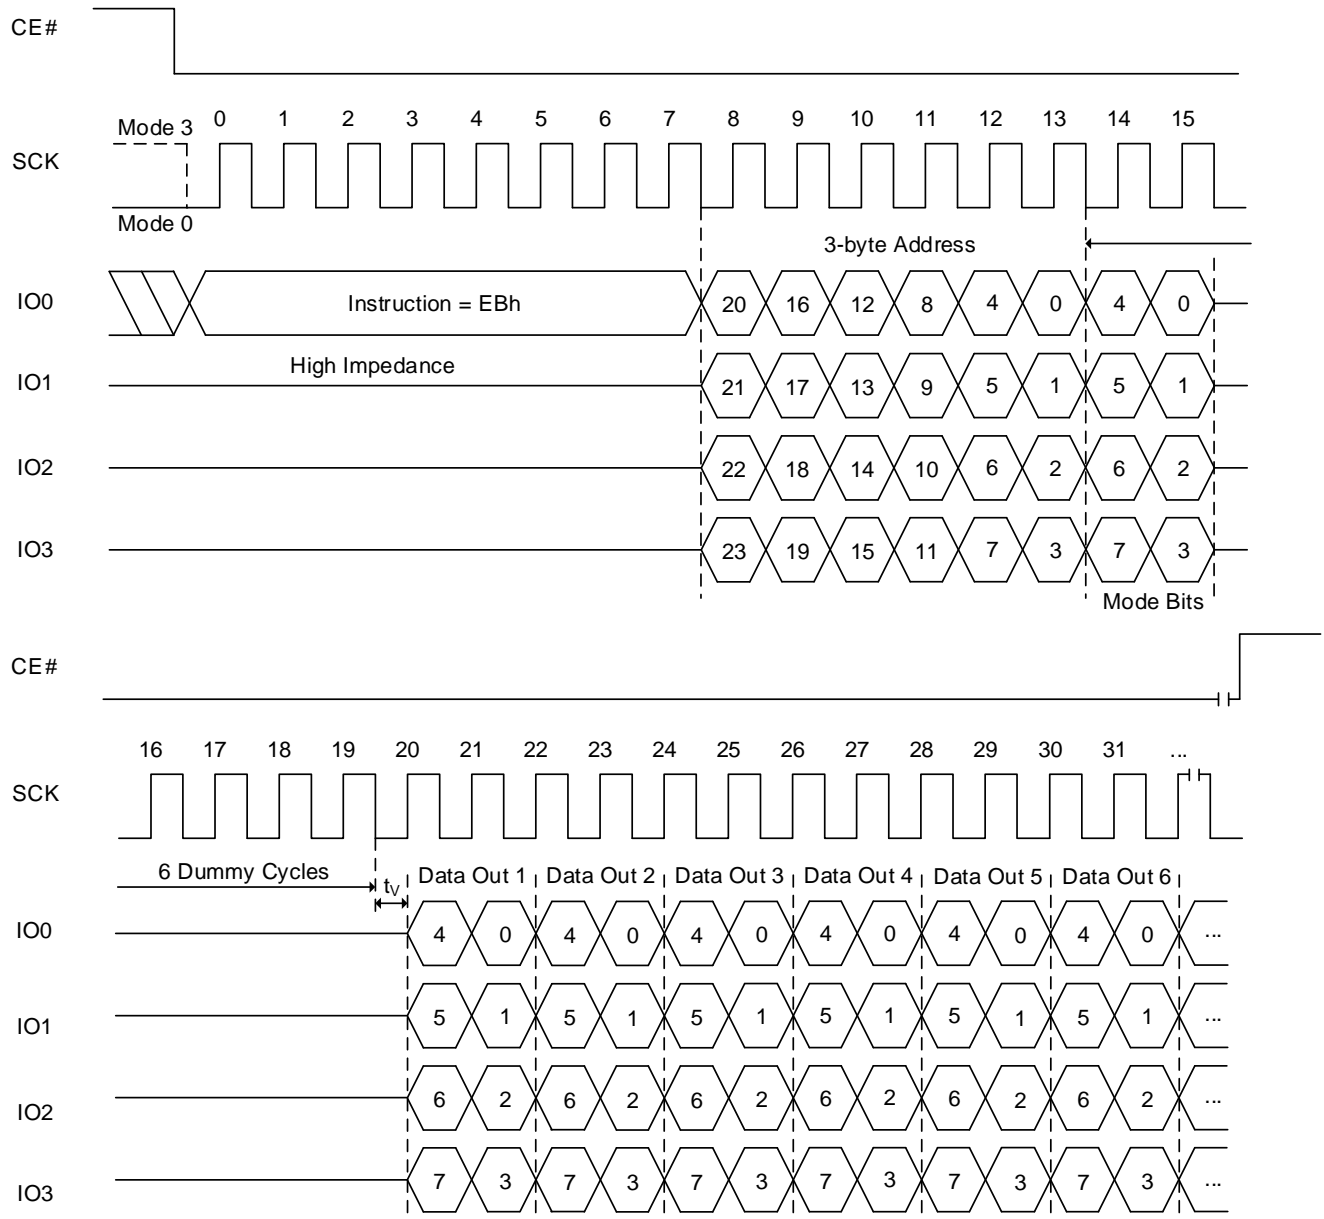 CE#
Mode 3 0 1 2 3 4 5 6 7 8 9 10 11 12 13 14 15
SCK
Mode 0
3-byte Address
IO0 Instruction = EBh 20 16 12 8 4 0 4 0
High Impedance
IO1 21 17 13 9 5 1 5 1
IO2 22 18 14 10 6 2 6 2
IO3 23 19 15 11 7 3 7 3
Mode Bits
CE#
16 17 18 19 20 21 22 23 24 25 26 27 28 29 30 31 ...
SCK
6 Dummy Cycles tV Data Out 1 Data Out 2 Data Out 3 Data Out 4 Data Out 5 Data Out 6
IO0 4 0 4 0 4 0 4 0 4 0 4 0 ...
IO1 5 1 5 1 5 1 5 1 5 1 5 1 ...
IO2 6 2 6 2 6 2 6 2 6 2 6 2 ...
IO3 7 3 7 3 7 3 7 3 7 3 7 3 ...